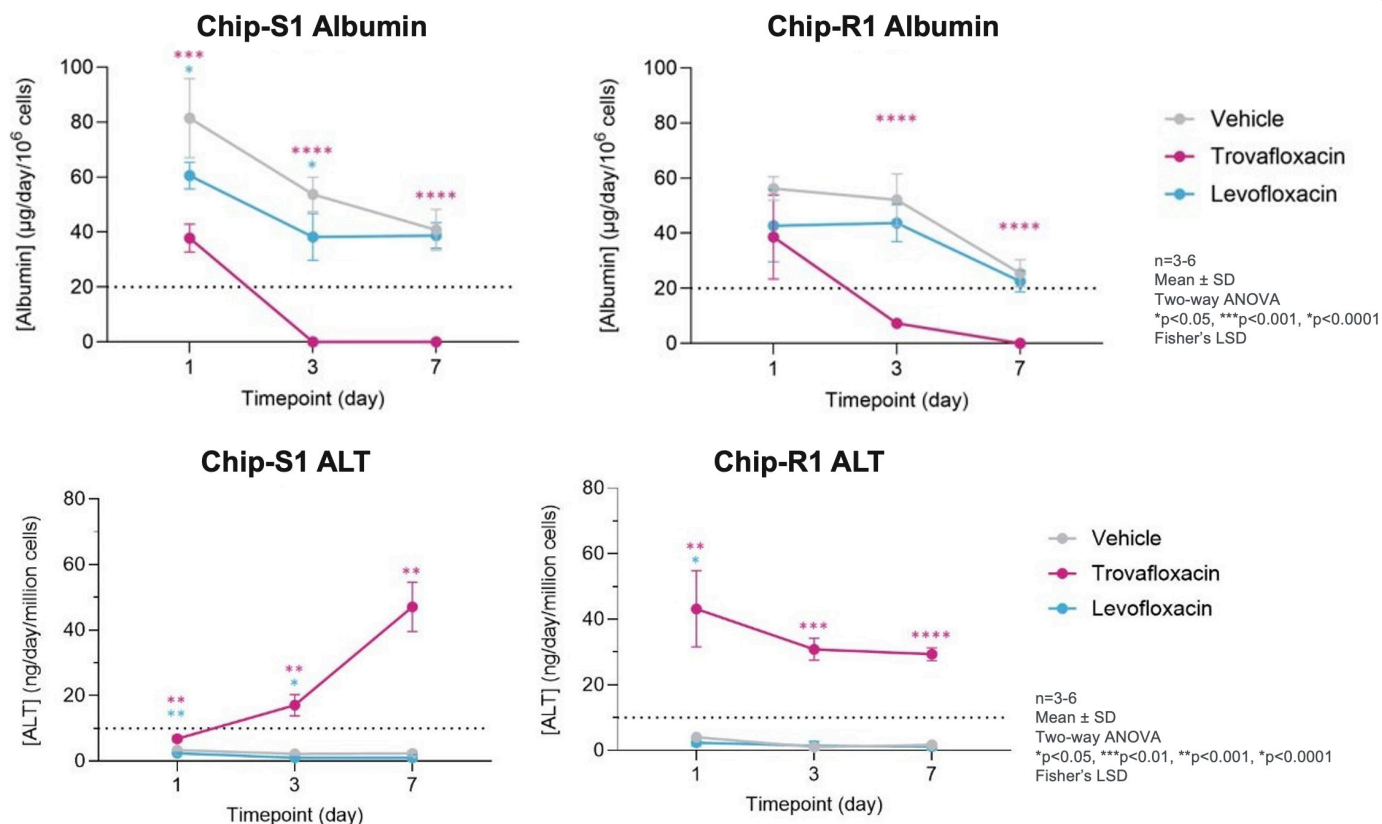 Chip-S1 Albumin
***
*
****
*
****
100
80
60
40
20
0
[Albumin] (µg/day/10⁶ cells)
1 3 7
Timepoint (day)
Chip-R1 Albumin
****
****
100
80
60
40
20
0
[Albumin] (µg/day/10⁶ cells)
1 3 7
Timepoint (day)
Vehicle
Trovafloxacin
Levofloxacin
n=3-6
Mean ± SD
Two-way ANOVA
*p<0.05, ***p<0.001, *p<0.0001
Fisher's LSD
Chip-S1 ALT
**
**
**
*
**
80
60
40
20
0
[ALT] (ng/day/million cells)
1 3 7
Timepoint (day)
Chip-R1 ALT
**
*
***
****
80
60
40
20
0
[ALT] (ng/day/million cells)
1 3 7
Timepoint (day)
Vehicle
Trovafloxacin
Levofloxacin
n=3-6
Mean ± SD
Two-way ANOVA
*p<0.05, ***p<0.01, **p<0.001, *p<0.0001
Fisher's LSD